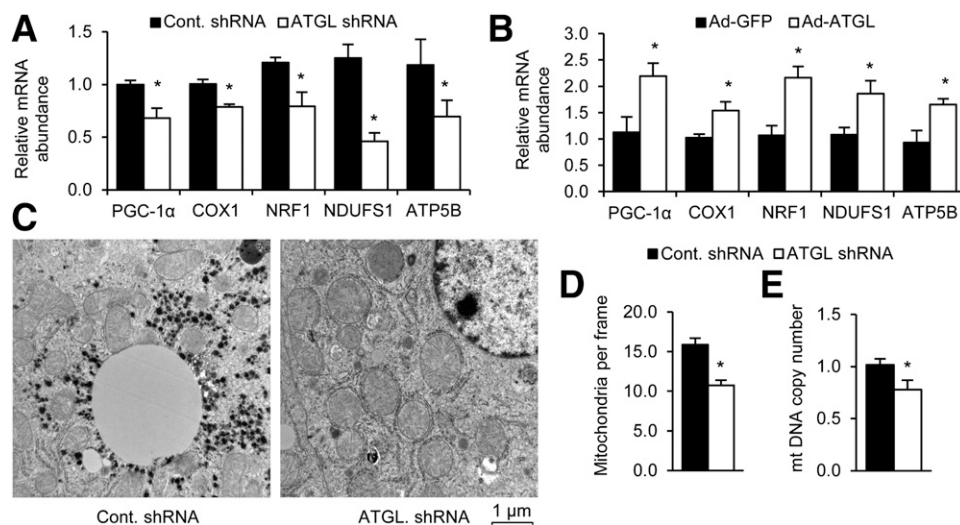 A
Cont. shRNA ATGL shRNA
Relative mRNA
abundance
1.5
1.0
0.5
0.0
PGC-1α COX1 NRF1 NDUFS1 ATP5B
B
Ad-GFP Ad-ATGL
Relative mRNA
abundance
3.0
2.5
2.0
1.5
1.0
0.5
0.0
PGC-1α COX1 NRF1 NDUFS1 ATP5B
* * * * *
* * * * *
C
Cont. shRNA
ATGL. shRNA
1 µm
Cont. shRNA ATGL shRNA
D
Mitochondria per frame
20.0
15.0
10.0
5.0
0.0
*
E
mt DNA copy number
1.5
1.0
0.5
0.0
*